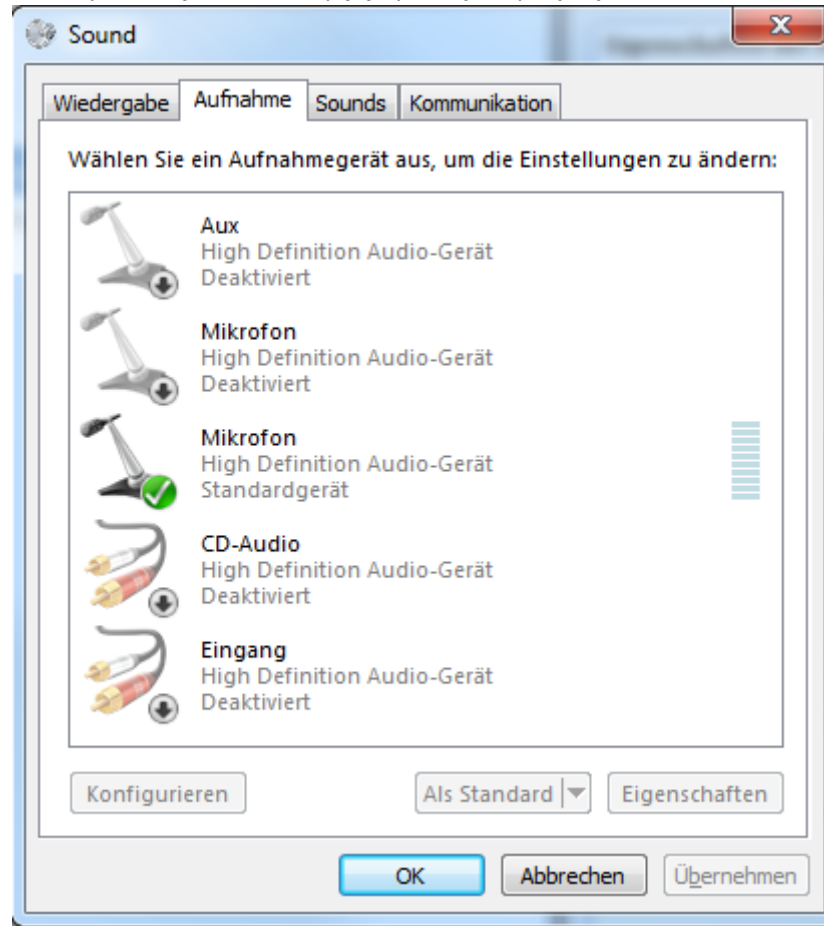 Sound
Wiedergabe Aufnahme Sounds Kommunikation
Wählen Sie ein Aufnahmegerät aus, um die Einstellungen zu ändern:
Aux
High Definition Audio-Gerät
Deaktiviert
Mikrofon
High Definition Audio-Gerät
Deaktiviert
Mikrofon
High Definition Audio-Gerät
Standardgerät
CD-Audio
High Definition Audio-Gerät
Deaktiviert
Eingang
High Definition Audio-Gerät
Deaktiviert
Konfigurieren Als Standard Eigenschaften
OK Abbrechen Übernehmen